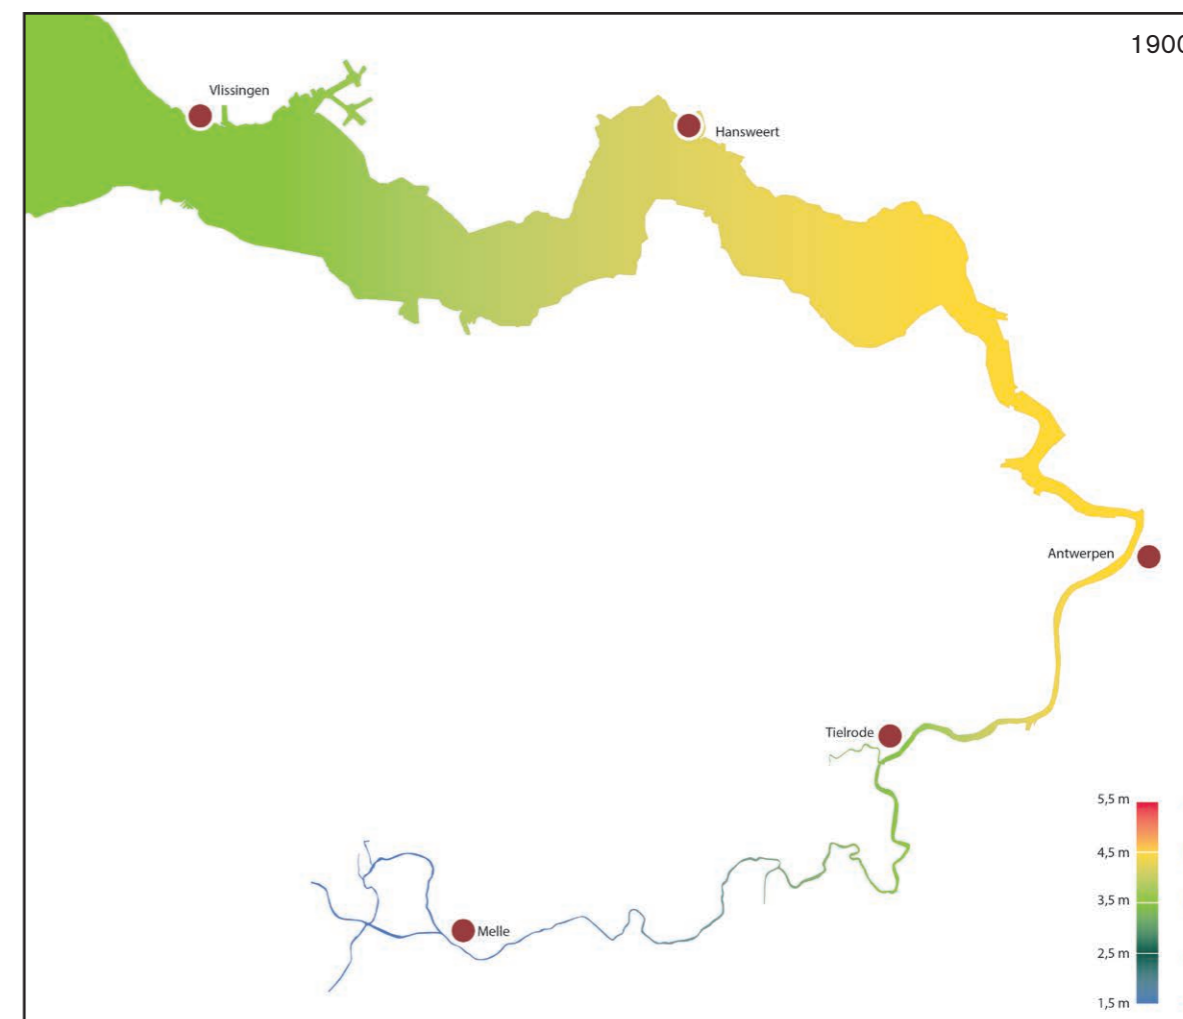 1900
Vlissingen
Hansweert
Antwerpen
Tielrode
Melle
5,5 m
4,5 m
3,5 m
2,5 m
1,5 m